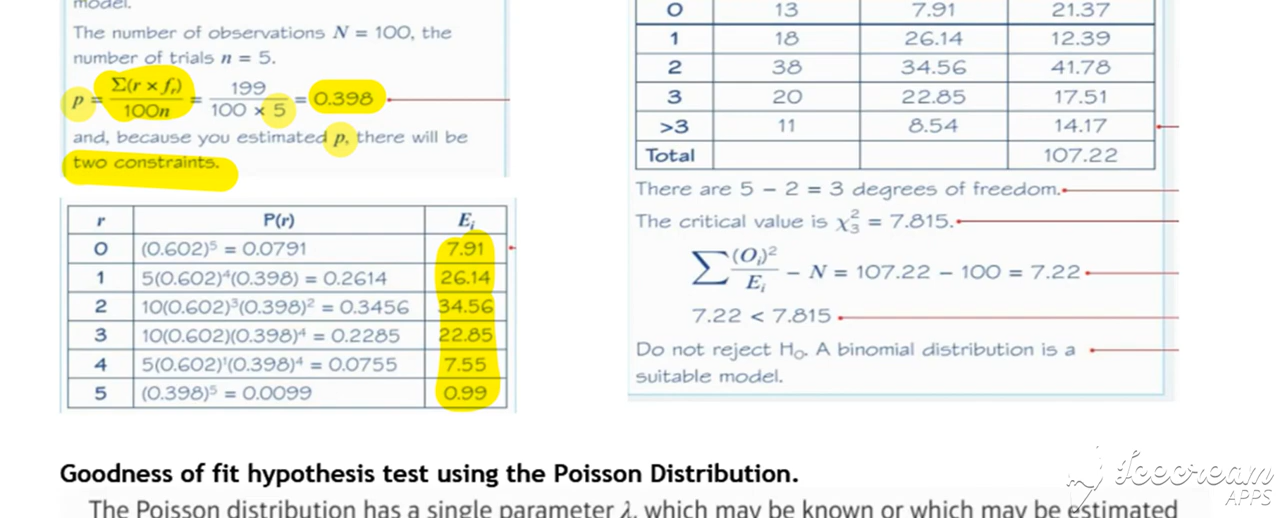 model.
The number of observations N = 100, the
number of trials n = 5.
p = Σ(r × fᵣ)/100n = 199/(100 × 5) = 0.398
and, because you estimated p, there will be
two constraints.
r P(r) Eᵢ
0 (0.602)⁵ = 0.0791 7.91
1 5(0.602)⁴(0.398) = 0.2614 26.14
2 10(0.602)³(0.398)² = 0.3456 34.56
3 10(0.602)(0.398)⁴ = 0.2285 22.85
4 5(0.602)¹(0.398)⁴ = 0.0755 7.55
5 (0.398)⁵ = 0.0099 0.99
0 13 7.91 21.37
1 18 26.14 12.39
2 38 34.56 41.78
3 20 22.85 17.51
>3 11 8.54 14.17
Total 107.22
There are 5 − 2 = 3 degrees of freedom.
The critical value is χ²₃ = 7.815.
∑ (Oᵢ)²/Eᵢ − N = 107.22 − 100 = 7.22
7.22 < 7.815
Do not reject H₀. A binomial distribution is a
suitable model.
Goodness of fit hypothesis test using the Poisson Distribution.
The Poisson distribution has a single parameter λ, which may be known or which may be estimated
Icecream
APPS